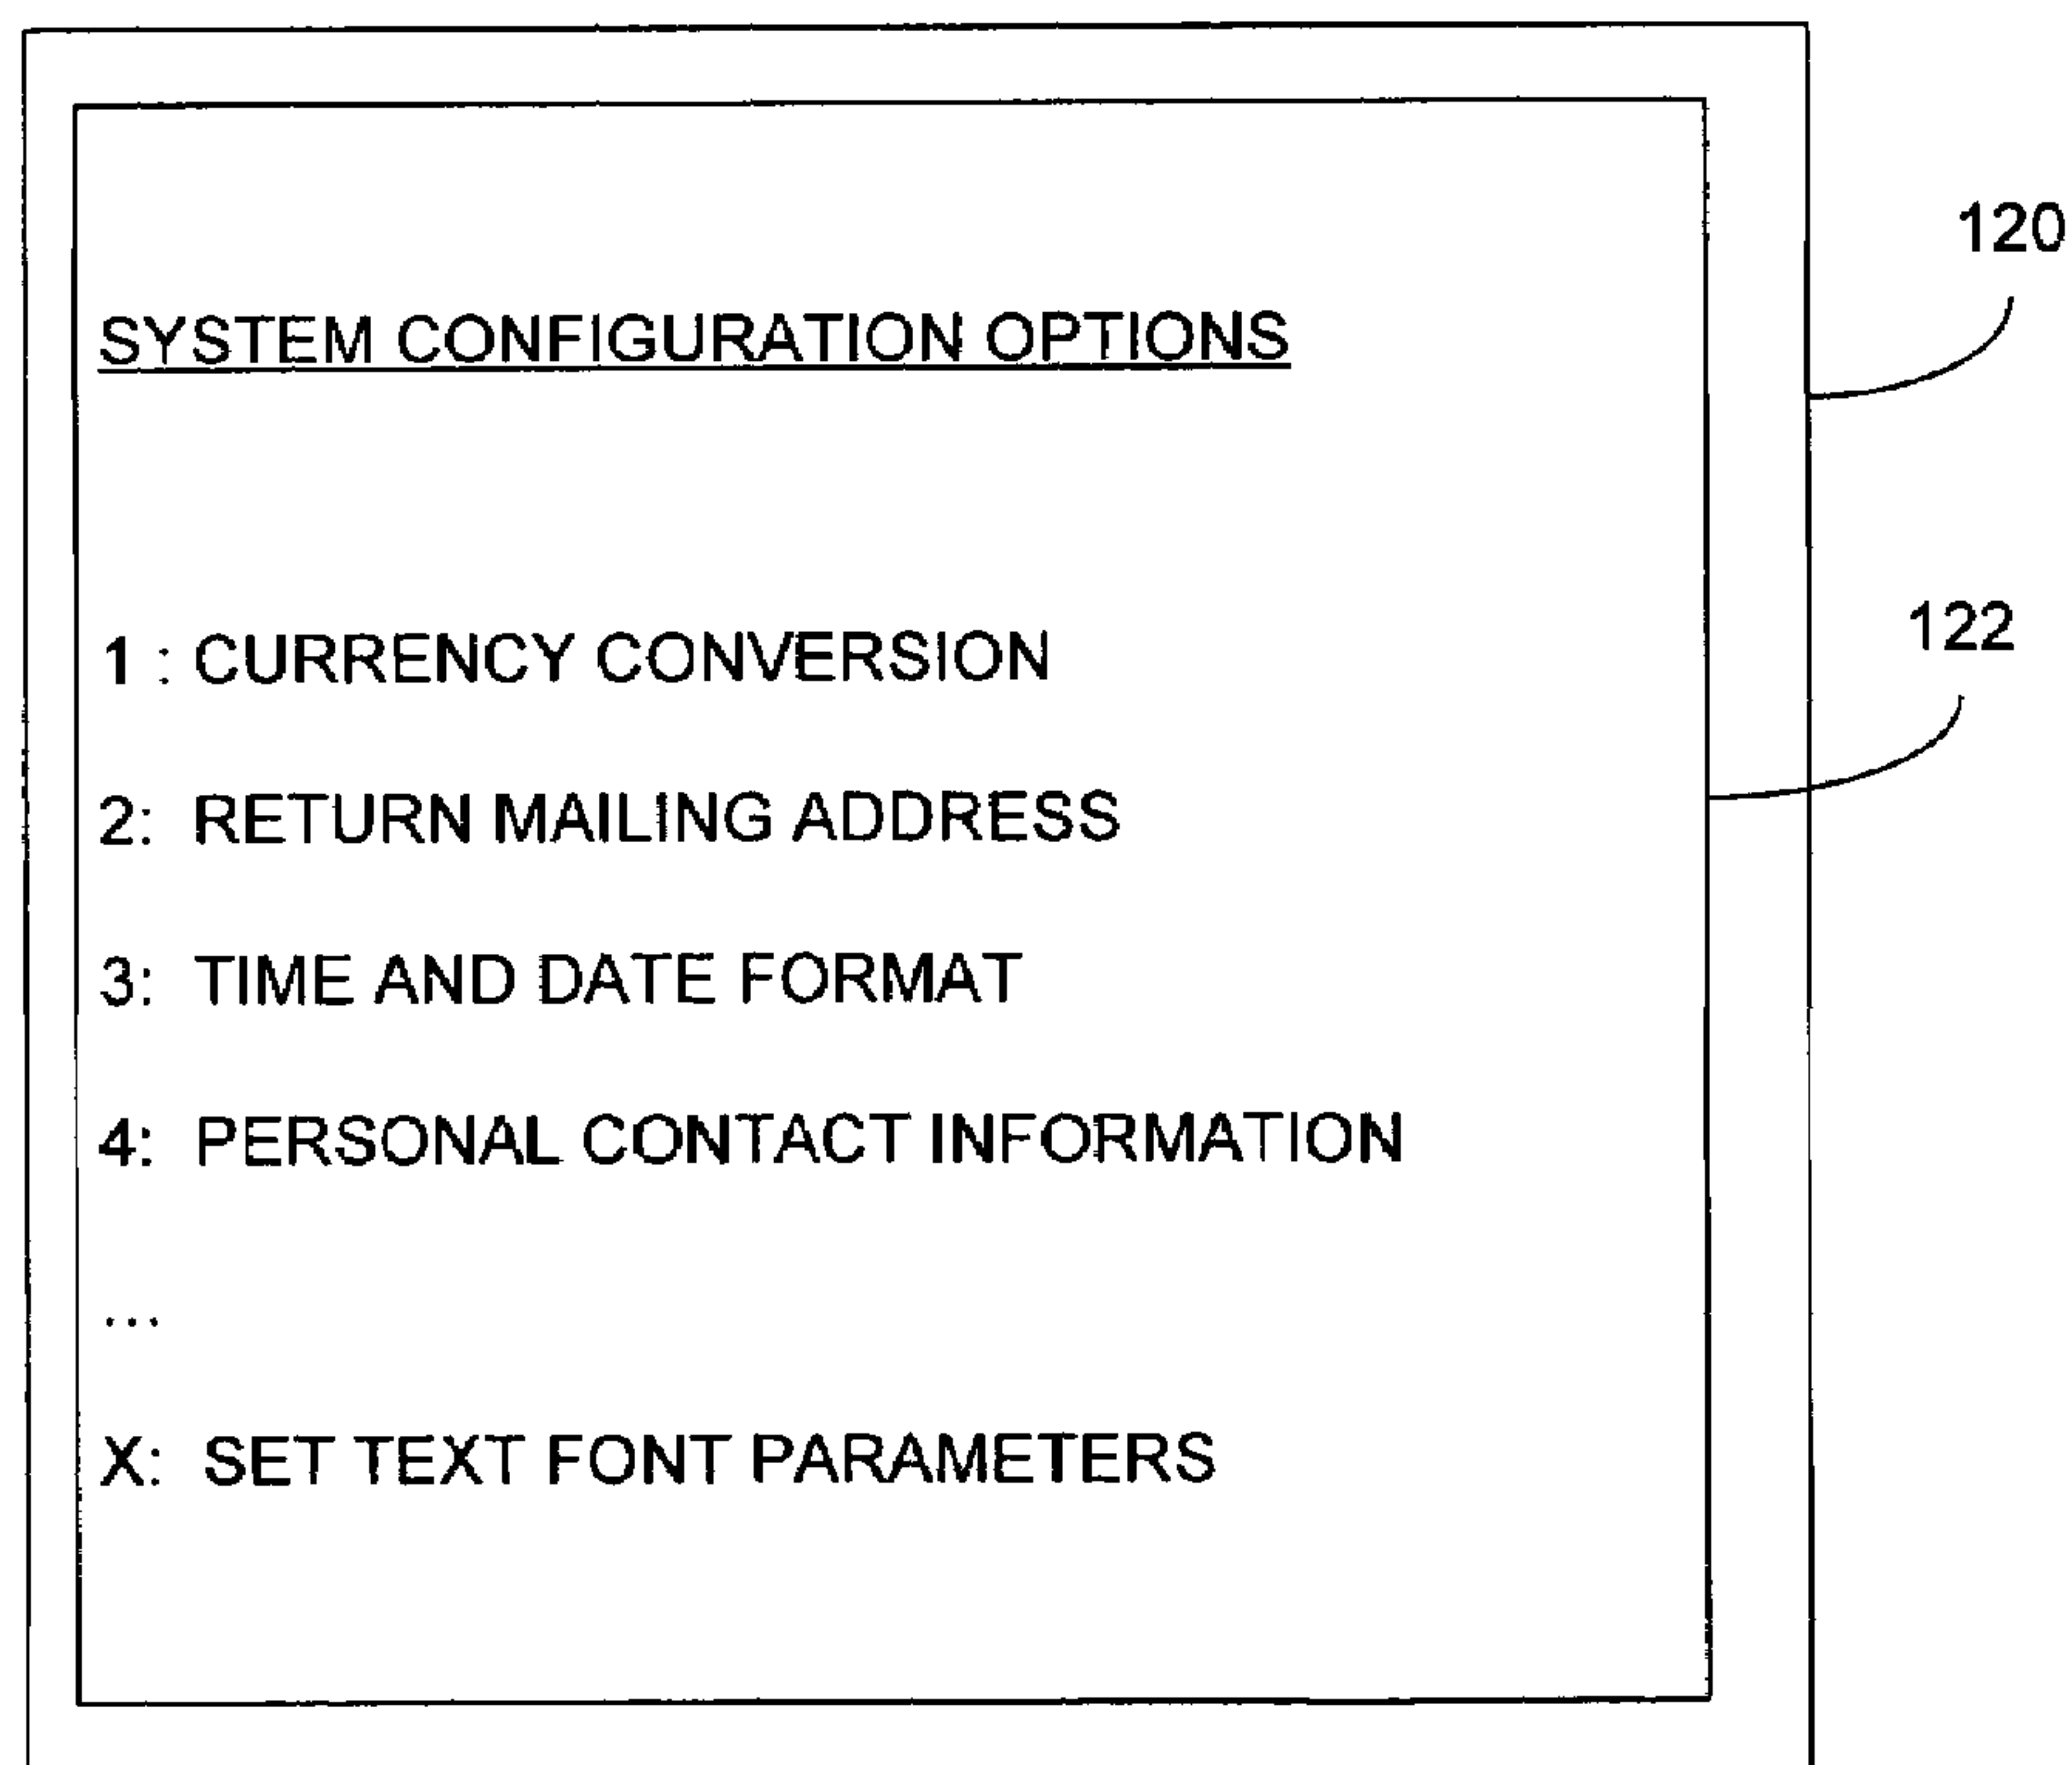 120
SYSTEM CONFIGURATION OPTIONS
122
1 : CURRENCY CONVERSION
2: RETURN MAILING ADDRESS
3: TIME AND DATE FORMAT
4: PERSONAL CONTACT INFORMATION
...
X: SET TEXT FONT PARAMETERS